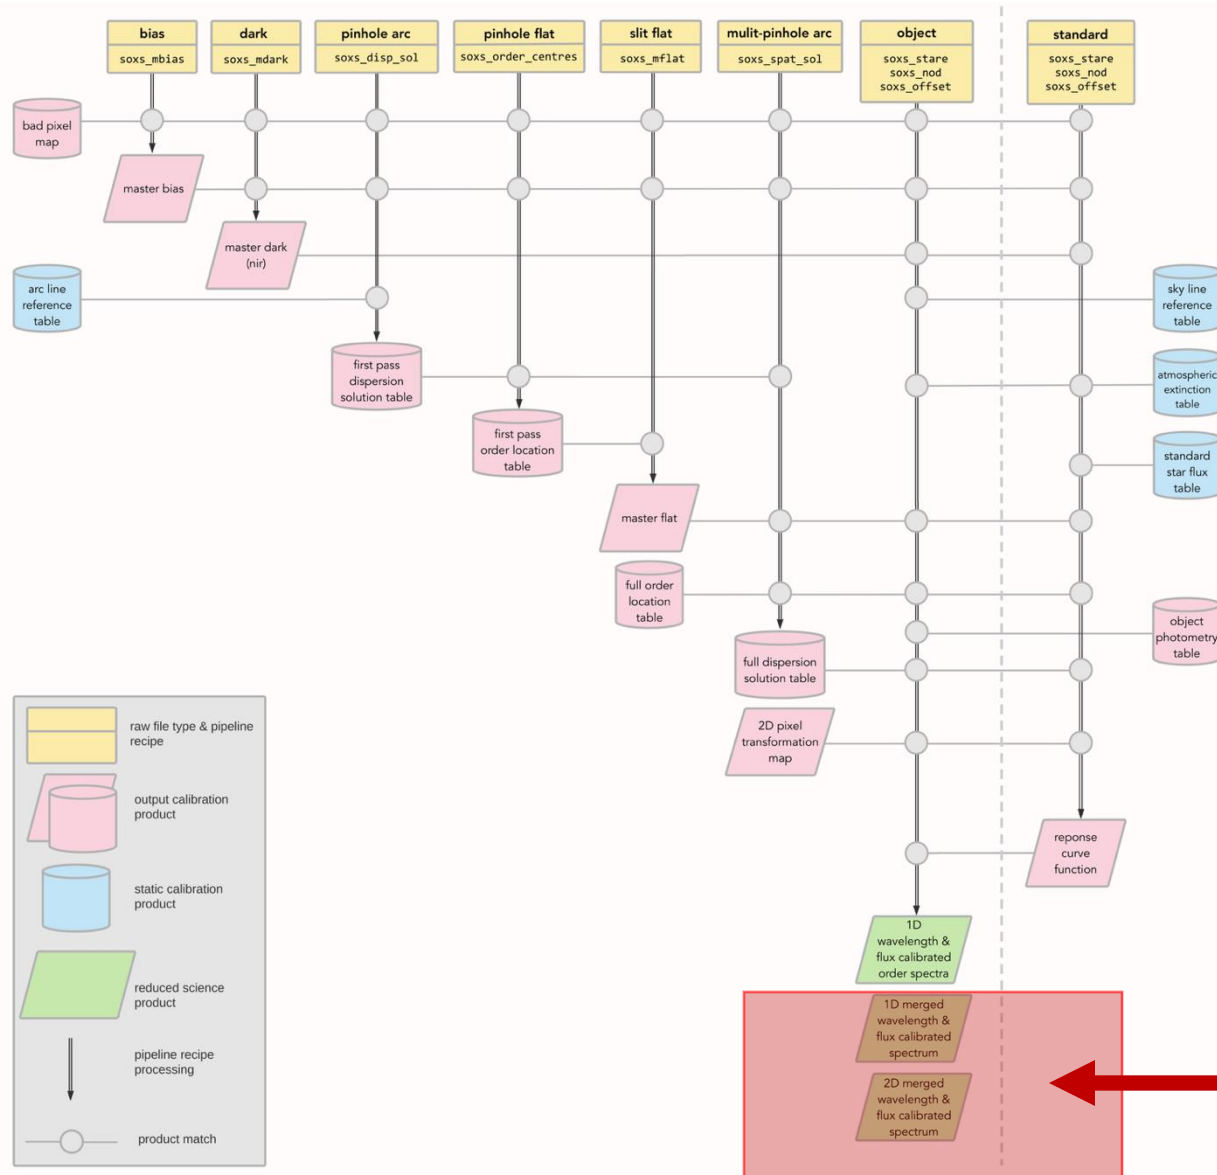 bias
soxs_mbias
dark
soxs_mdark
pinhole arc
soxs_disp_sol
pinhole flat
soxs_order_centres
slit flat
soxs_mflat
mulit-pinhole arc
soxs_spat_sol
object
soxs_stare
soxs_nod
soxs_offset
standard
soxs_stare
soxs_nod
soxs_offset
bad pixel
map
master bias
master dark
(nir)
arc line
reference
table
sky line
reference
table
first pass
dispersion
solution table
atmospheric
extinction
table
first pass
order location
table
standard
star flux
table
master flat
full order
location
table
object
photometry
table
full dispersion
solution table
2D pixel
transformation
map
reponse
curve
function
1D
wavelength &
flux calibrated
order spectra
1D merged
wavelength &
flux calibrated
spectrum
2D merged
wavelength &
flux calibrated
spectrum
raw file type & pipeline
recipe
output calibration
product
static calibration
product
reduced science
product
pipeline recipe
processing
product match